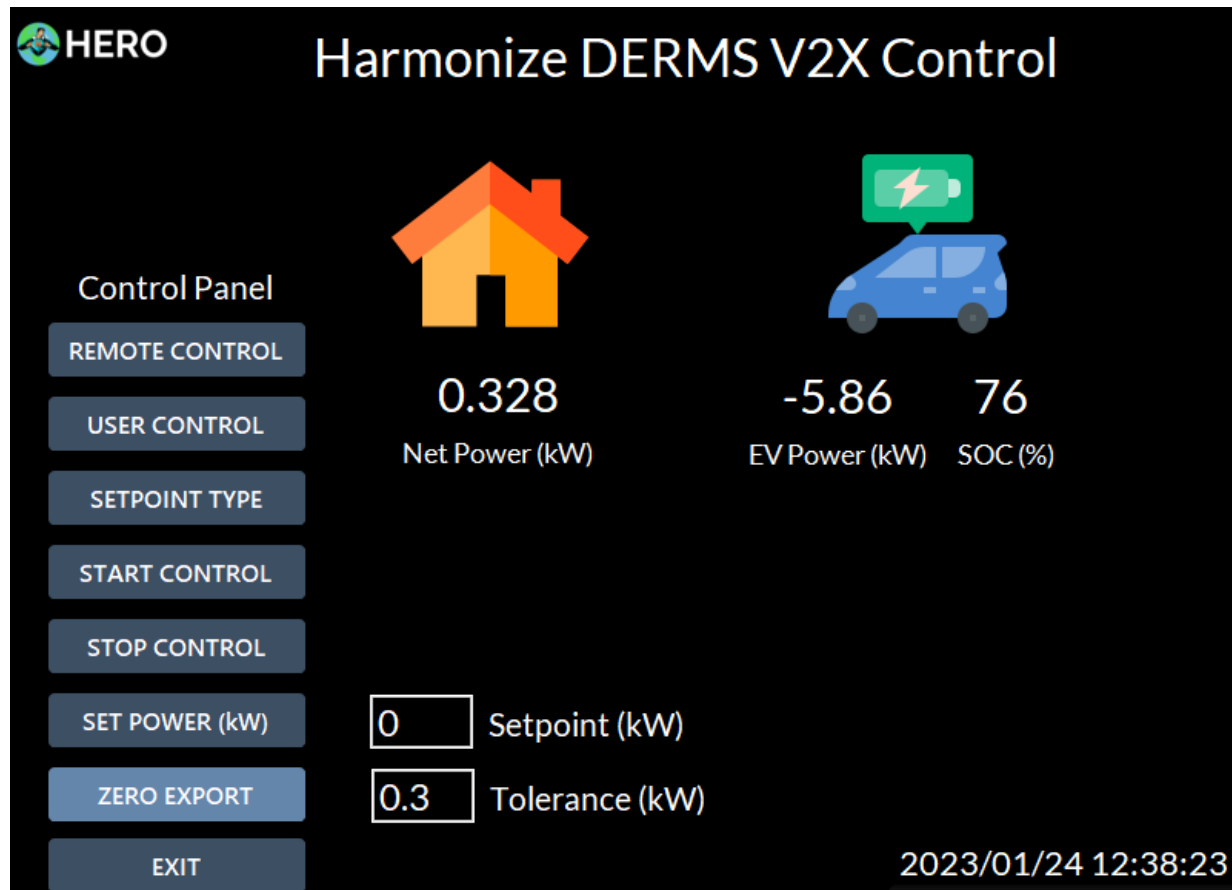 HERO
Harmonize DERMS V2X Control
Control Panel
REMOTE CONTROL
USER CONTROL
SETPOINT TYPE
START CONTROL
STOP CONTROL
SET POWER (kW)
ZERO EXPORT
EXIT
0.328
Net Power (kW)
-5.86 76
EV Power (kW) SOC (%)
0 Setpoint (kW)
0.3 Tolerance (kW)
2023/01/24 12:38:23